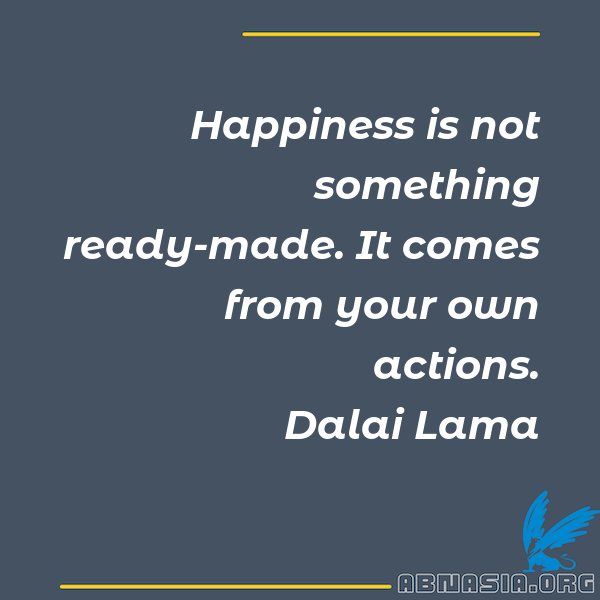 Happiness is not
something
ready-made. It comes
from your own
actions.
Dalai Lama
ABNASIA.ORG